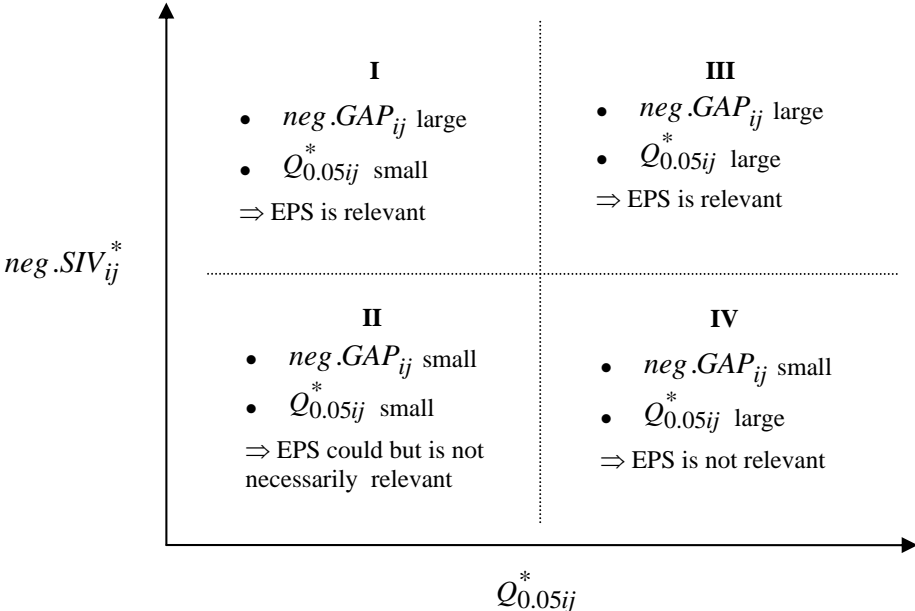 I
• neg.GAP_ij large
• Q*_0.05ij small
⇒ EPS is relevant
III
• neg.GAP_ij large
• Q*_0.05ij large
⇒ EPS is relevant
neg.SIV*_ij
II
• neg.GAP_ij small
• Q*_0.05ij small
⇒ EPS could but is not
necessarily relevant
IV
• neg.GAP_ij small
• Q*_0.05ij large
⇒ EPS is not relevant
Q*_0.05ij